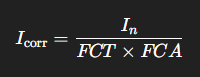 I_corr = I_n / (FCT × FCA)